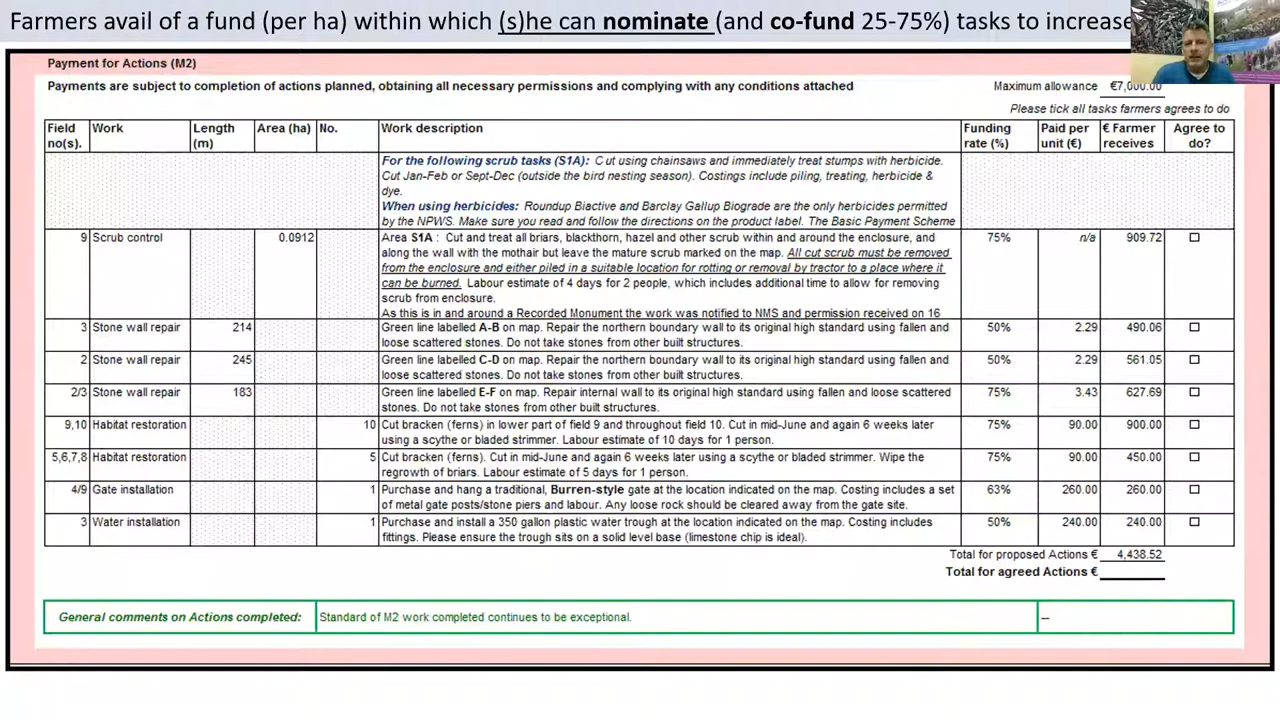 Farmers avail of a fund (per ha) within which (s)he can nominate (and co-fund 25-75%) tasks to increase
Payment for Actions (M2)
Payments are subject to completion of actions planned, obtaining all necessary permissions and complying with any conditions attached
Maximum allowance €7,000.00
Please tick all tasks farmers agrees to do
Field no(s). Work Length (m) Area (ha) No. Work description Funding rate (%) Paid per unit (€) € Farmer receives Agree to do?
For the following scrub tasks (S1A): Cut using chainsaws and immediately treat stumps with herbicide.
Cut Jan-Feb or Sept-Dec (outside the bird nesting season). Costings include piling, treating, herbicide &
dye.
When using herbicides: Roundup Biactive and Barclay Gallup Biograde are the only herbicides permitted
by the NPWS. Make sure you read and follow the directions on the product label. The Basic Payment Scheme
9 Scrub control 0.0912 Area S1A : Cut and treat all briars, blackthorn, hazel and other scrub within and around the enclosure, and 75% n/a 909.72
along the wall with the mothair but leave the mature scrub marked on the map. All cut scrub must be removed
from the enclosure and either piled in a suitable location for rotting or removal by tractor to a place where it
can be burned. Labour estimate of 4 days for 2 people, which includes additional time to allow for removing
scrub from enclosure.
As this is in and around a Recorded Monument the work was notified to NMS and permission received on 16
3 Stone wall repair 214 Green line labelled A-B on map. Repair the northern boundary wall to its original high standard using fallen and 50% 2.29 490.06
loose scattered stones. Do not take stones from other built structures.
2 Stone wall repair 245 Green line labelled C-D on map. Repair the northern boundary wall to its original high standard using fallen and 50% 2.29 561.05
loose scattered stones. Do not take stones from other built structures.
2/3 Stone wall repair 183 Green line labelled E-F on map. Repair internal wall to its original high standard using fallen and loose scattered 75% 3.43 627.69
stones. Do not take stones from other built structures.
9,10 Habitat restoration 10 Cut bracken (ferns) in lower part of field 9 and throughout field 10. Cut in mid-June and again 6 weeks later 75% 90.00 900.00
using a scythe or bladed strimmer. Labour estimate of 10 days for 1 person.
5,6,7,8 Habitat restoration 5 Cut bracken (ferns). Cut in mid-June and again 6 weeks later using a scythe or bladed strimmer. Wipe the 75% 90.00 450.00
regrowth of briars. Labour estimate of 5 days for 1 person.
4/9 Gate installation 1 Purchase and hang a traditional, Burren-style gate at the location indicated on the map. Costing includes a set 63% 260.00 260.00
of metal gate posts/stone piers and labour. Any loose rock should be cleared away from the gate site.
3 Water installation 1 Purchase and install a 350 gallon plastic water trough at the location indicated on the map. Costing includes 50% 240.00 240.00
fittings. Please ensure the trough sits on a solid level base (limestone chip is ideal).
Total for proposed Actions € 4,438.52
Total for agreed Actions €
General comments on Actions completed: Standard of M2 work completed continues to be exceptional. --